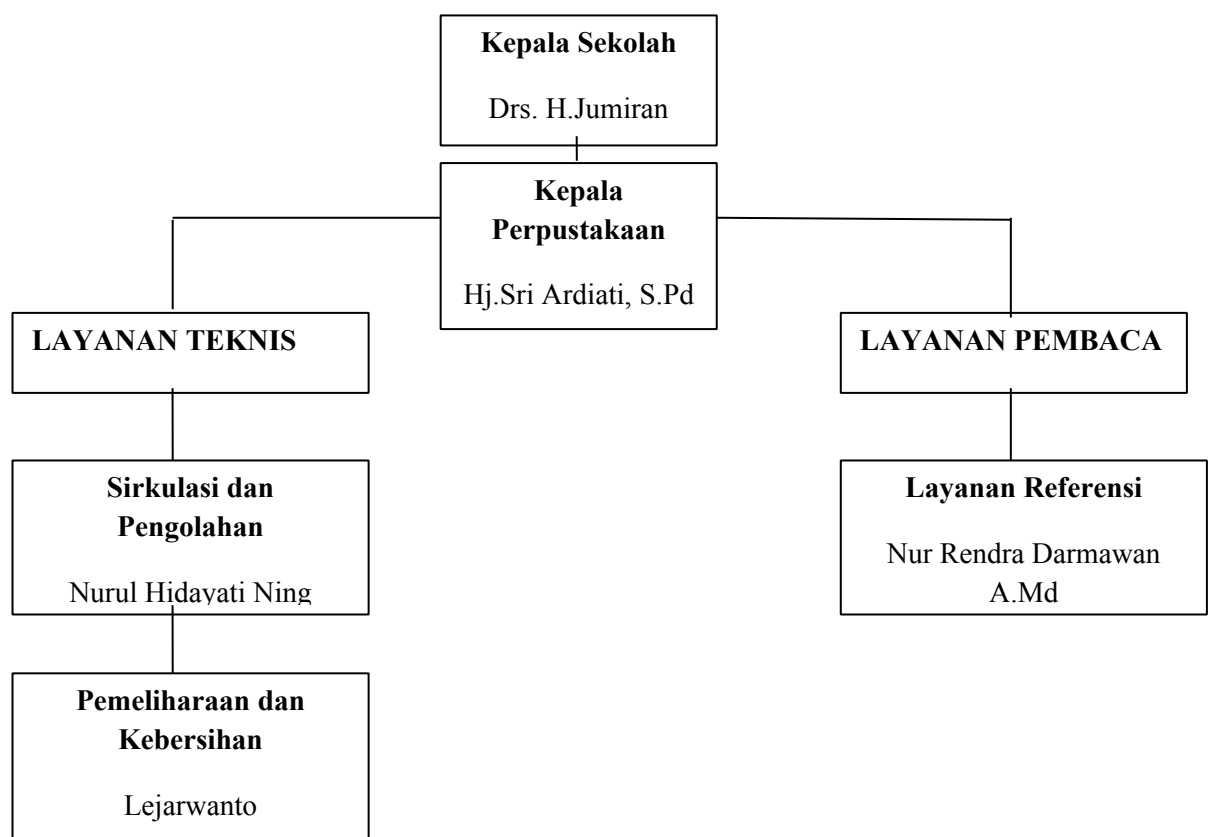 Kepala Sekolah
Drs. H.Jumiran
Kepala
Perpustakaan
Hj.Sri Ardiati, S.Pd
LAYANAN TEKNIS
LAYANAN PEMBACA
Sirkulasi dan
Pengolahan
Nurul Hidayati Ning
Layanan Referensi
Nur Rendra Darmawan
A.Md
Pemeliharaan dan
Kebersihan
Lejarwanto